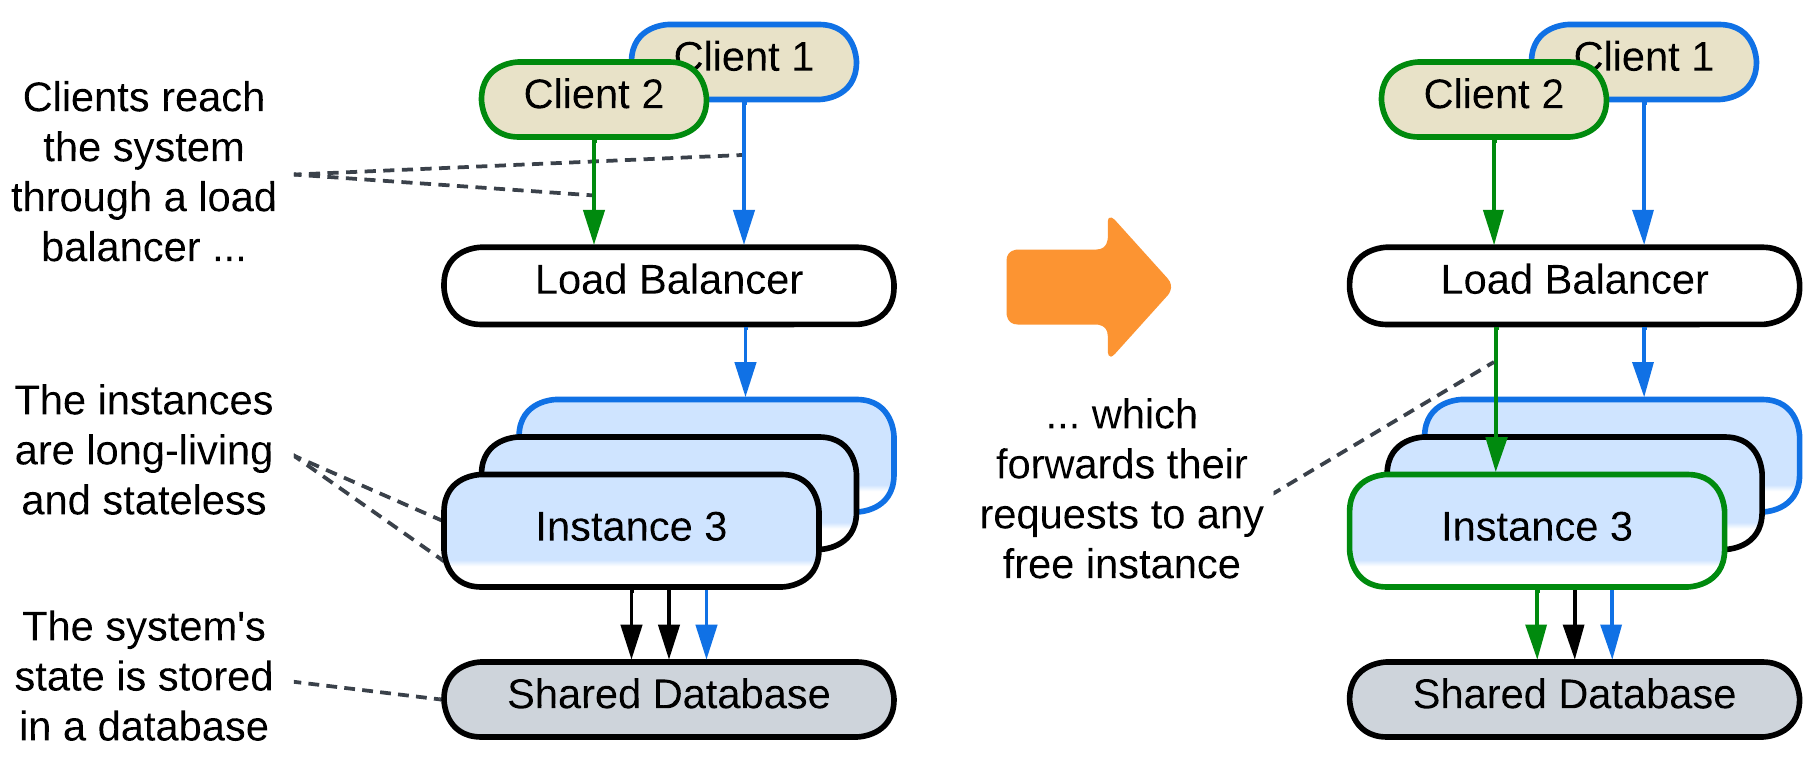 Clients reach
the system
through a load
balancer ...
Client 1
Client 2
Load Balancer
The instances
are long-living
and stateless
Instance 3
The system's
state is stored
in a database
Shared Database
... which
forwards their
requests to any
free instance
Client 1
Client 2
Load Balancer
Instance 3
Shared Database